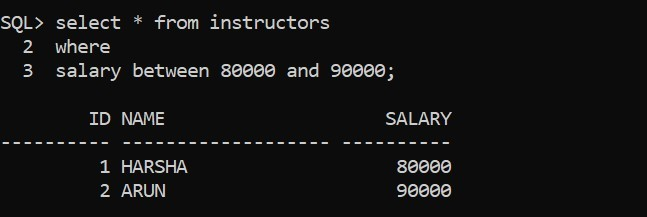 SQL> select * from instructors
  2  where
  3  salary between 80000 and 90000;

        ID NAME                    SALARY
---------- ------------------- ----------
         1 HARSHA                   80000
         2 ARUN                     90000